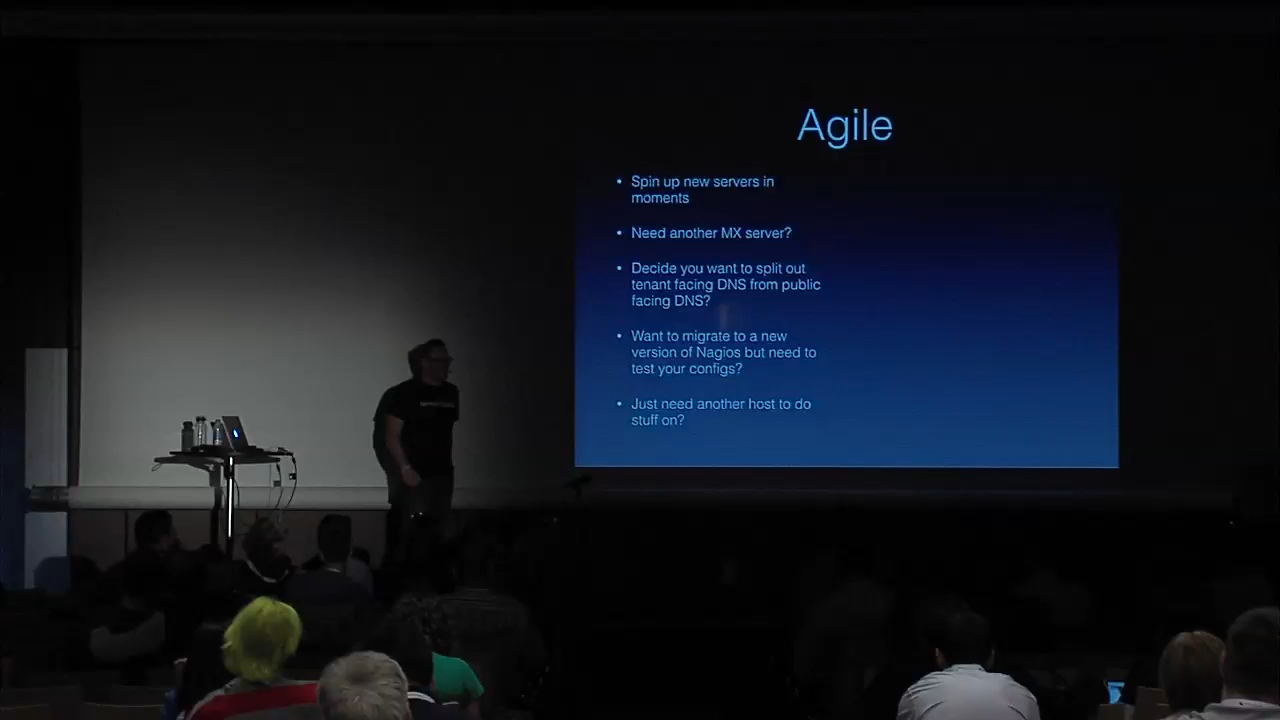 Agile
• Spin up new servers in
moments
• Need another MX server?
• Decide you want to split out
tenant facing DNS from public
facing DNS?
• Want to migrate to a new
version of Nagios but need to
test your configs?
• Just need another host to do
stuff on?